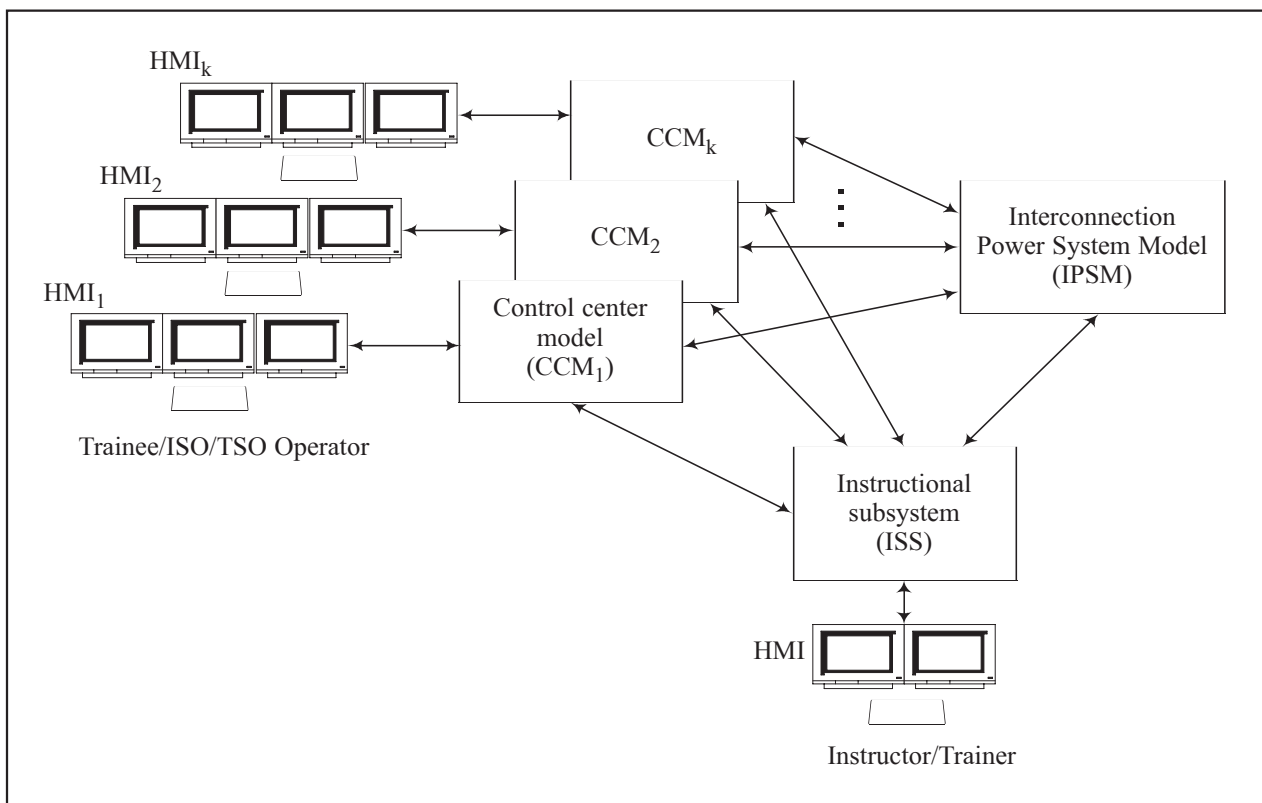 HMIk
CCMk
HMI2
CCM2
Interconnection
Power System Model
(IPSM)
HMI1
Control center
model
(CCM1)
Trainee/ISO/TSO Operator
Instructional
subsystem
(ISS)
HMI
Instructor/Trainer